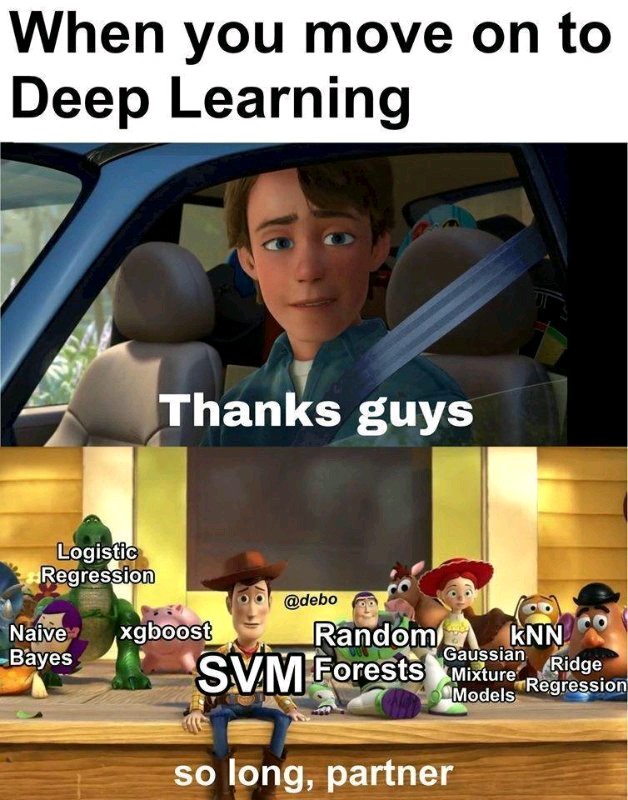 When you move on to
Deep Learning
Thanks guys
Logistic
Regression
@debo
Naive
Bayes
xgboost
SVM
Random
Forests
Gaussian
Mixture
Models
kNN
Ridge
Regression
so long, partner